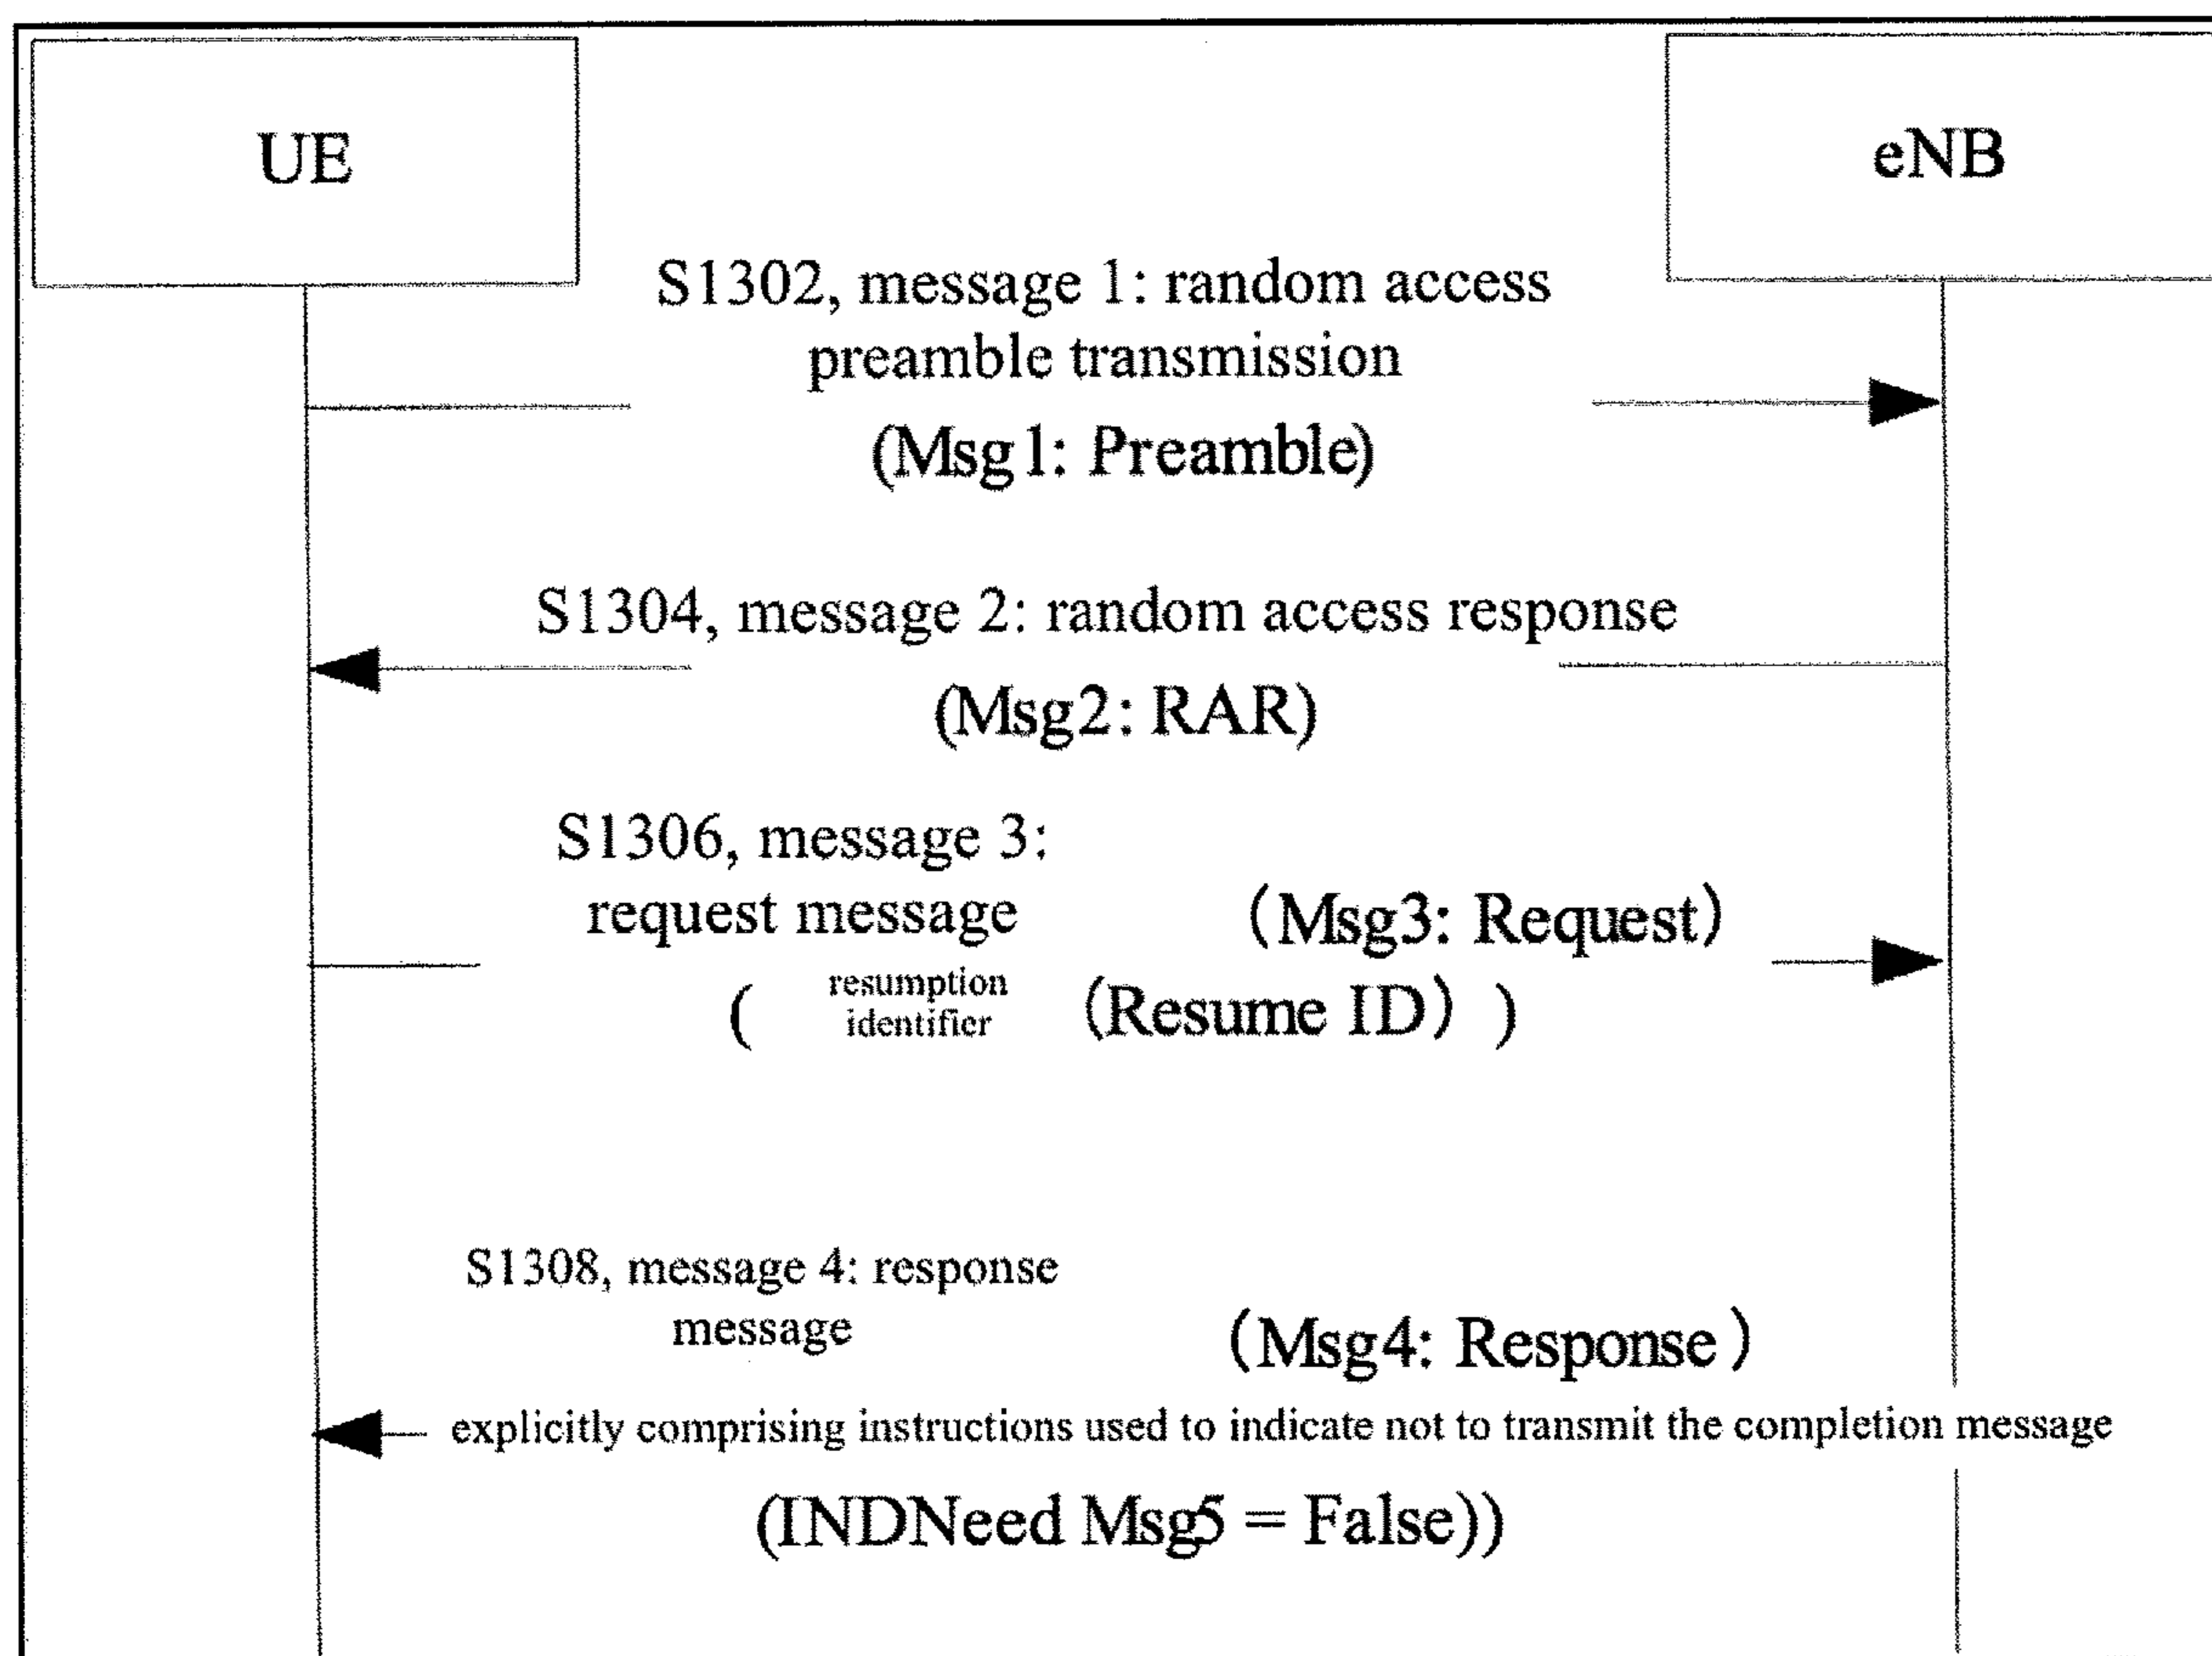 UE
eNB
S1302, message 1: random access
preamble transmission
(Msg1: Preamble)
S1304, message 2: random access response
(Msg2: RAR)
S1306, message 3:
request message
(Msg3: Request)
( resumption identifier (Resume ID) )
S1308, message 4: response
message
(Msg4: Response)
explicitly comprising instructions used to indicate not to transmit the completion message
(INDNeed Msg5 = False))